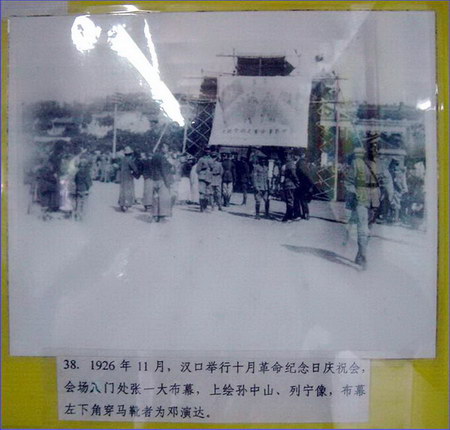 38. 1926 年 11 月，汉口举行十月革命纪念日庆祝会，
会场入门处张一大布幕，上绘孙中山、列宁像，布幕
左下角穿马靴者为邓演达。